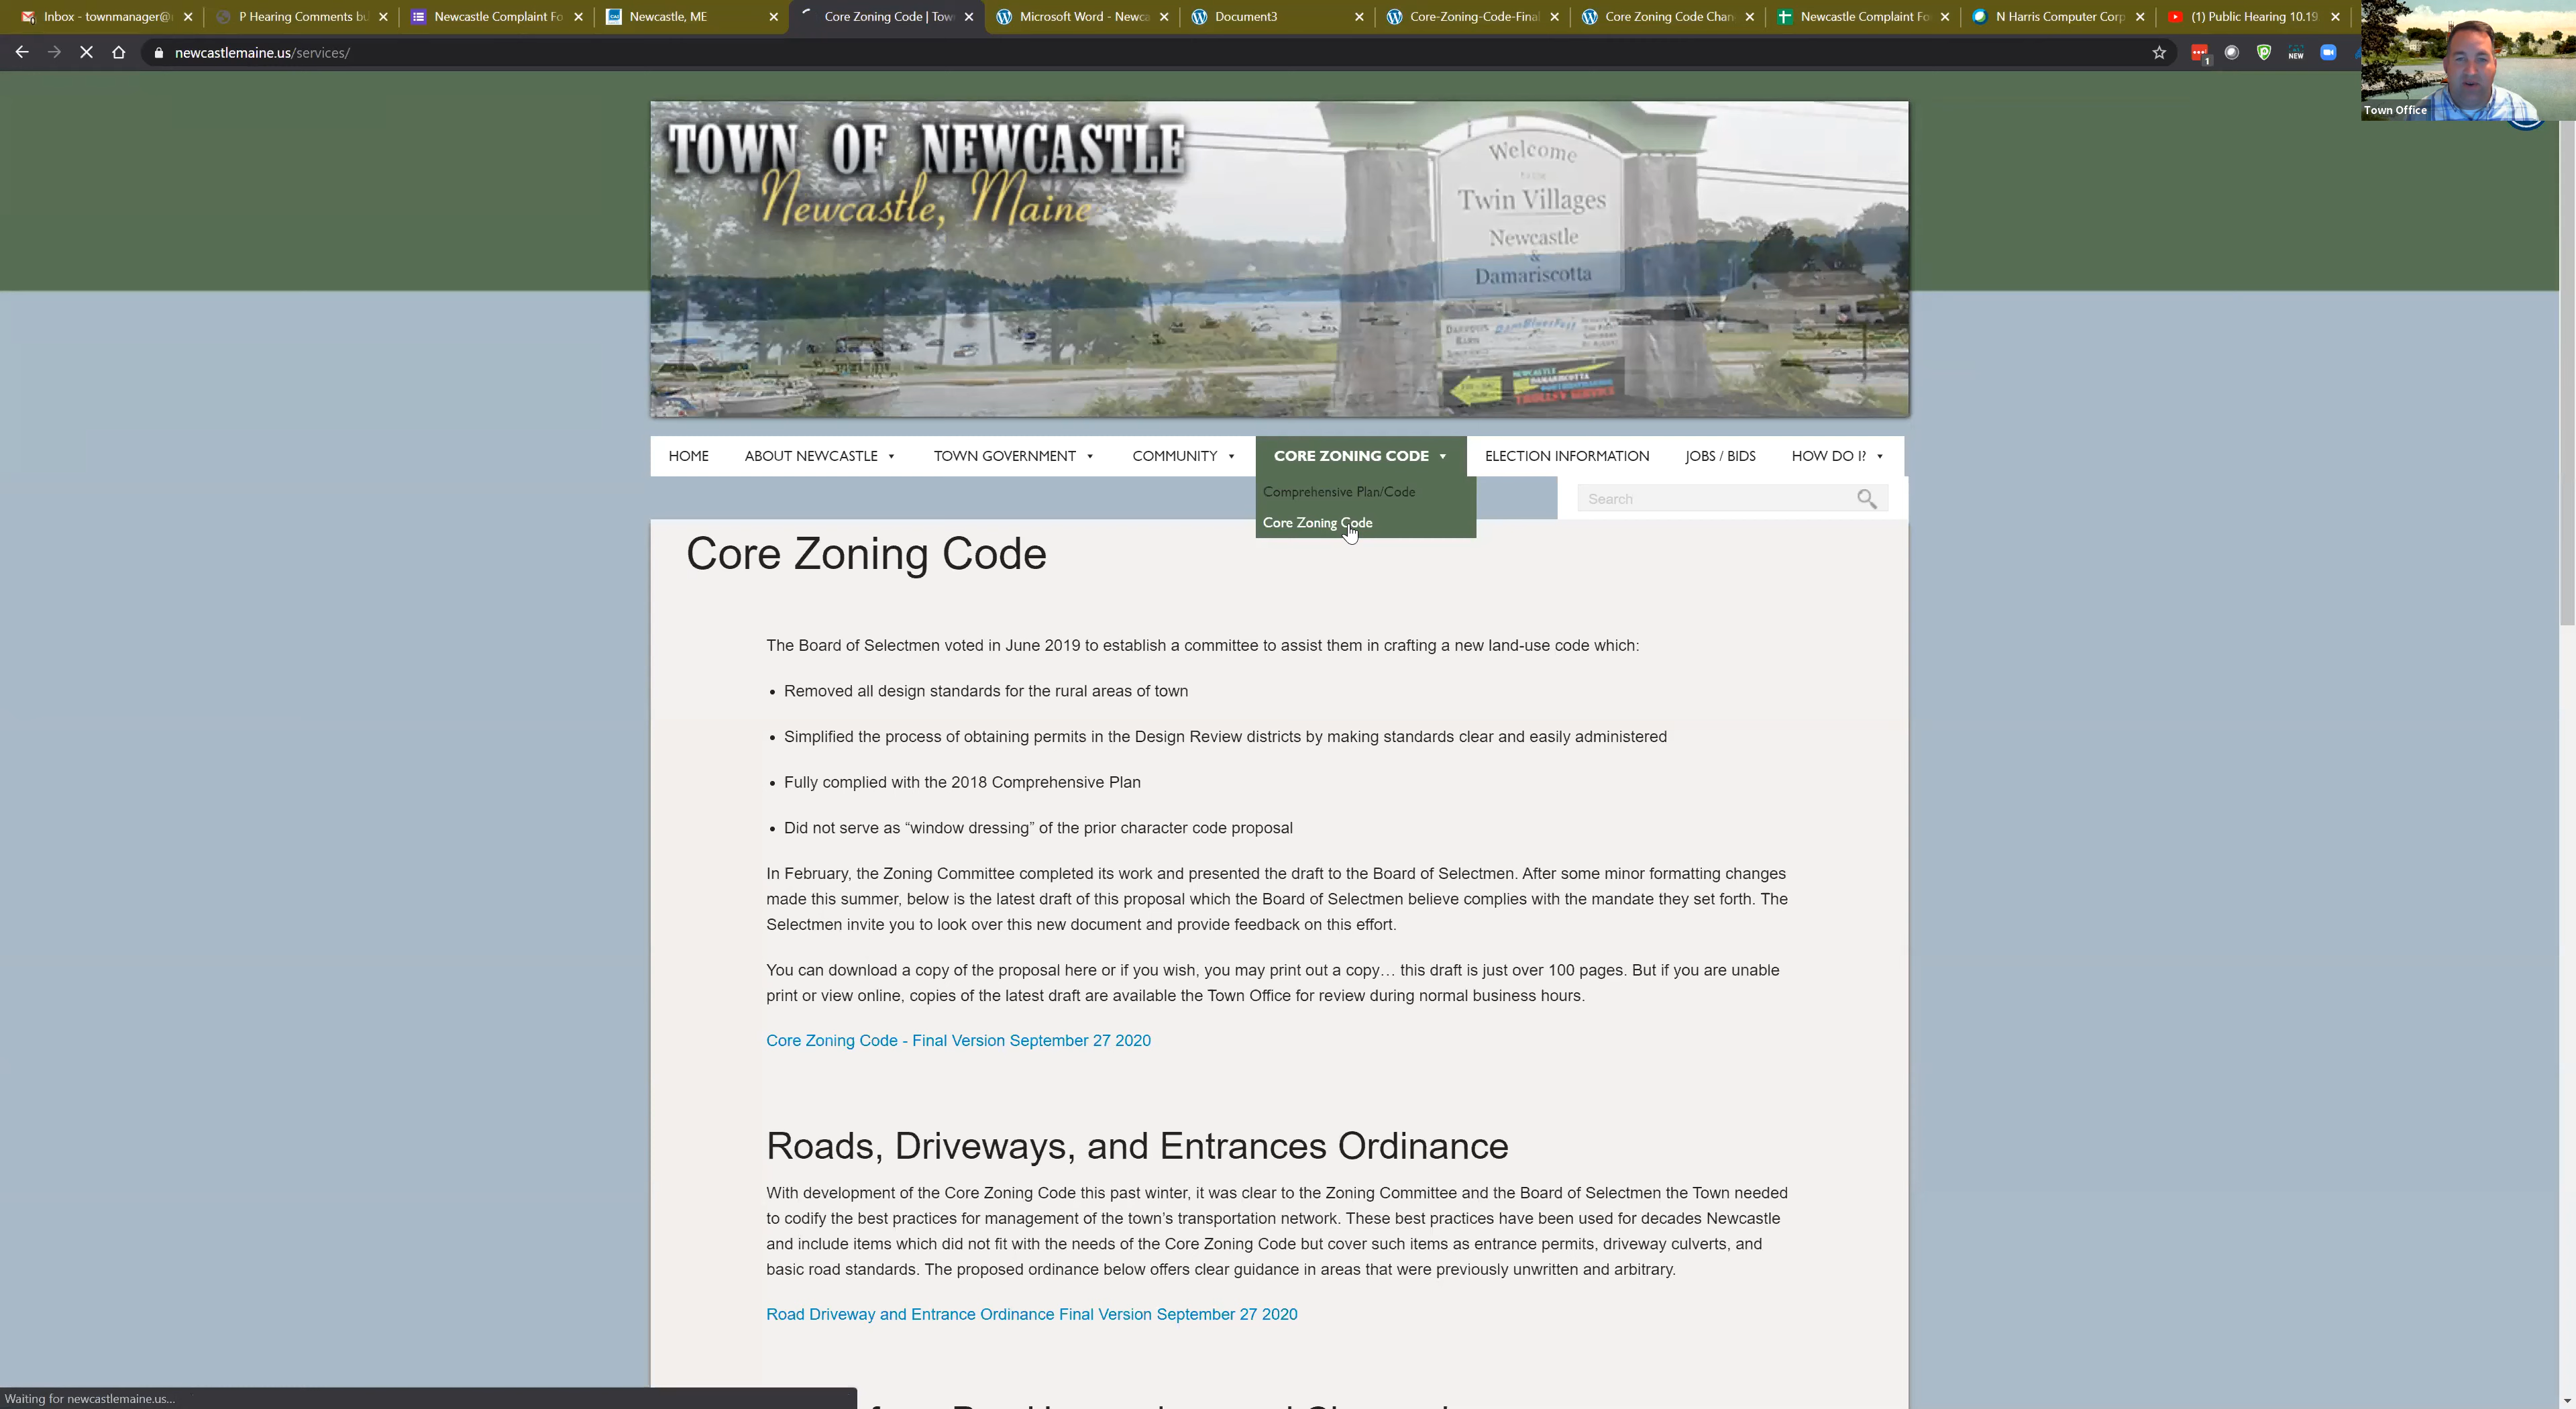 Inbox - townmanager@
P Hearing Comments bu
Newcastle Complaint Fo
Newcastle, ME
Core Zoning Code | Tow
Microsoft Word - Newca
Document3
Core-Zoning-Code-Final
Core Zoning Code Chan
Newcastle Complaint Fo
N Harris Computer Corp
(1) Public Hearing 10.19
newcastlemaine.us/services/
NEW
1
Town Office
TOWN OF NEWCASTLE
Newcastle, Maine
Welcome
Twin Villages
Newcastle
&
Damariscotta
HOME ABOUT NEWCASTLE TOWN GOVERNMENT COMMUNITY CORE ZONING CODE ELECTION INFORMATION JOBS / BIDS HOW DO I?
Comprehensive Plan/Code
Search
Core Zoning Code
Core Zoning Code
The Board of Selectmen voted in June 2019 to establish a committee to assist them in crafting a new land-use code which:
• Removed all design standards for the rural areas of town
• Simplified the process of obtaining permits in the Design Review districts by making standards clear and easily administered
• Fully complied with the 2018 Comprehensive Plan
• Did not serve as “window dressing” of the prior character code proposal
In February, the Zoning Committee completed its work and presented the draft to the Board of Selectmen. After some minor formatting changes
made this summer, below is the latest draft of this proposal which the Board of Selectmen believe complies with the mandate they set forth. The
Selectmen invite you to look over this new document and provide feedback on this effort.
You can download a copy of the proposal here or if you wish, you may print out a copy… this draft is just over 100 pages. But if you are unable
print or view online, copies of the latest draft are available the Town Office for review during normal business hours.
Core Zoning Code - Final Version September 27 2020
Roads, Driveways, and Entrances Ordinance
With development of the Core Zoning Code this past winter, it was clear to the Zoning Committee and the Board of Selectmen the Town needed
to codify the best practices for management of the town’s transportation network. These best practices have been used for decades Newcastle
and include items which did not fit with the needs of the Core Zoning Code but cover such items as entrance permits, driveway culverts, and
basic road standards. The proposed ordinance below offers clear guidance in areas that were previously unwritten and arbitrary.
Road Driveway and Entrance Ordinance Final Version September 27 2020
Waiting for newcastlemaine.us...